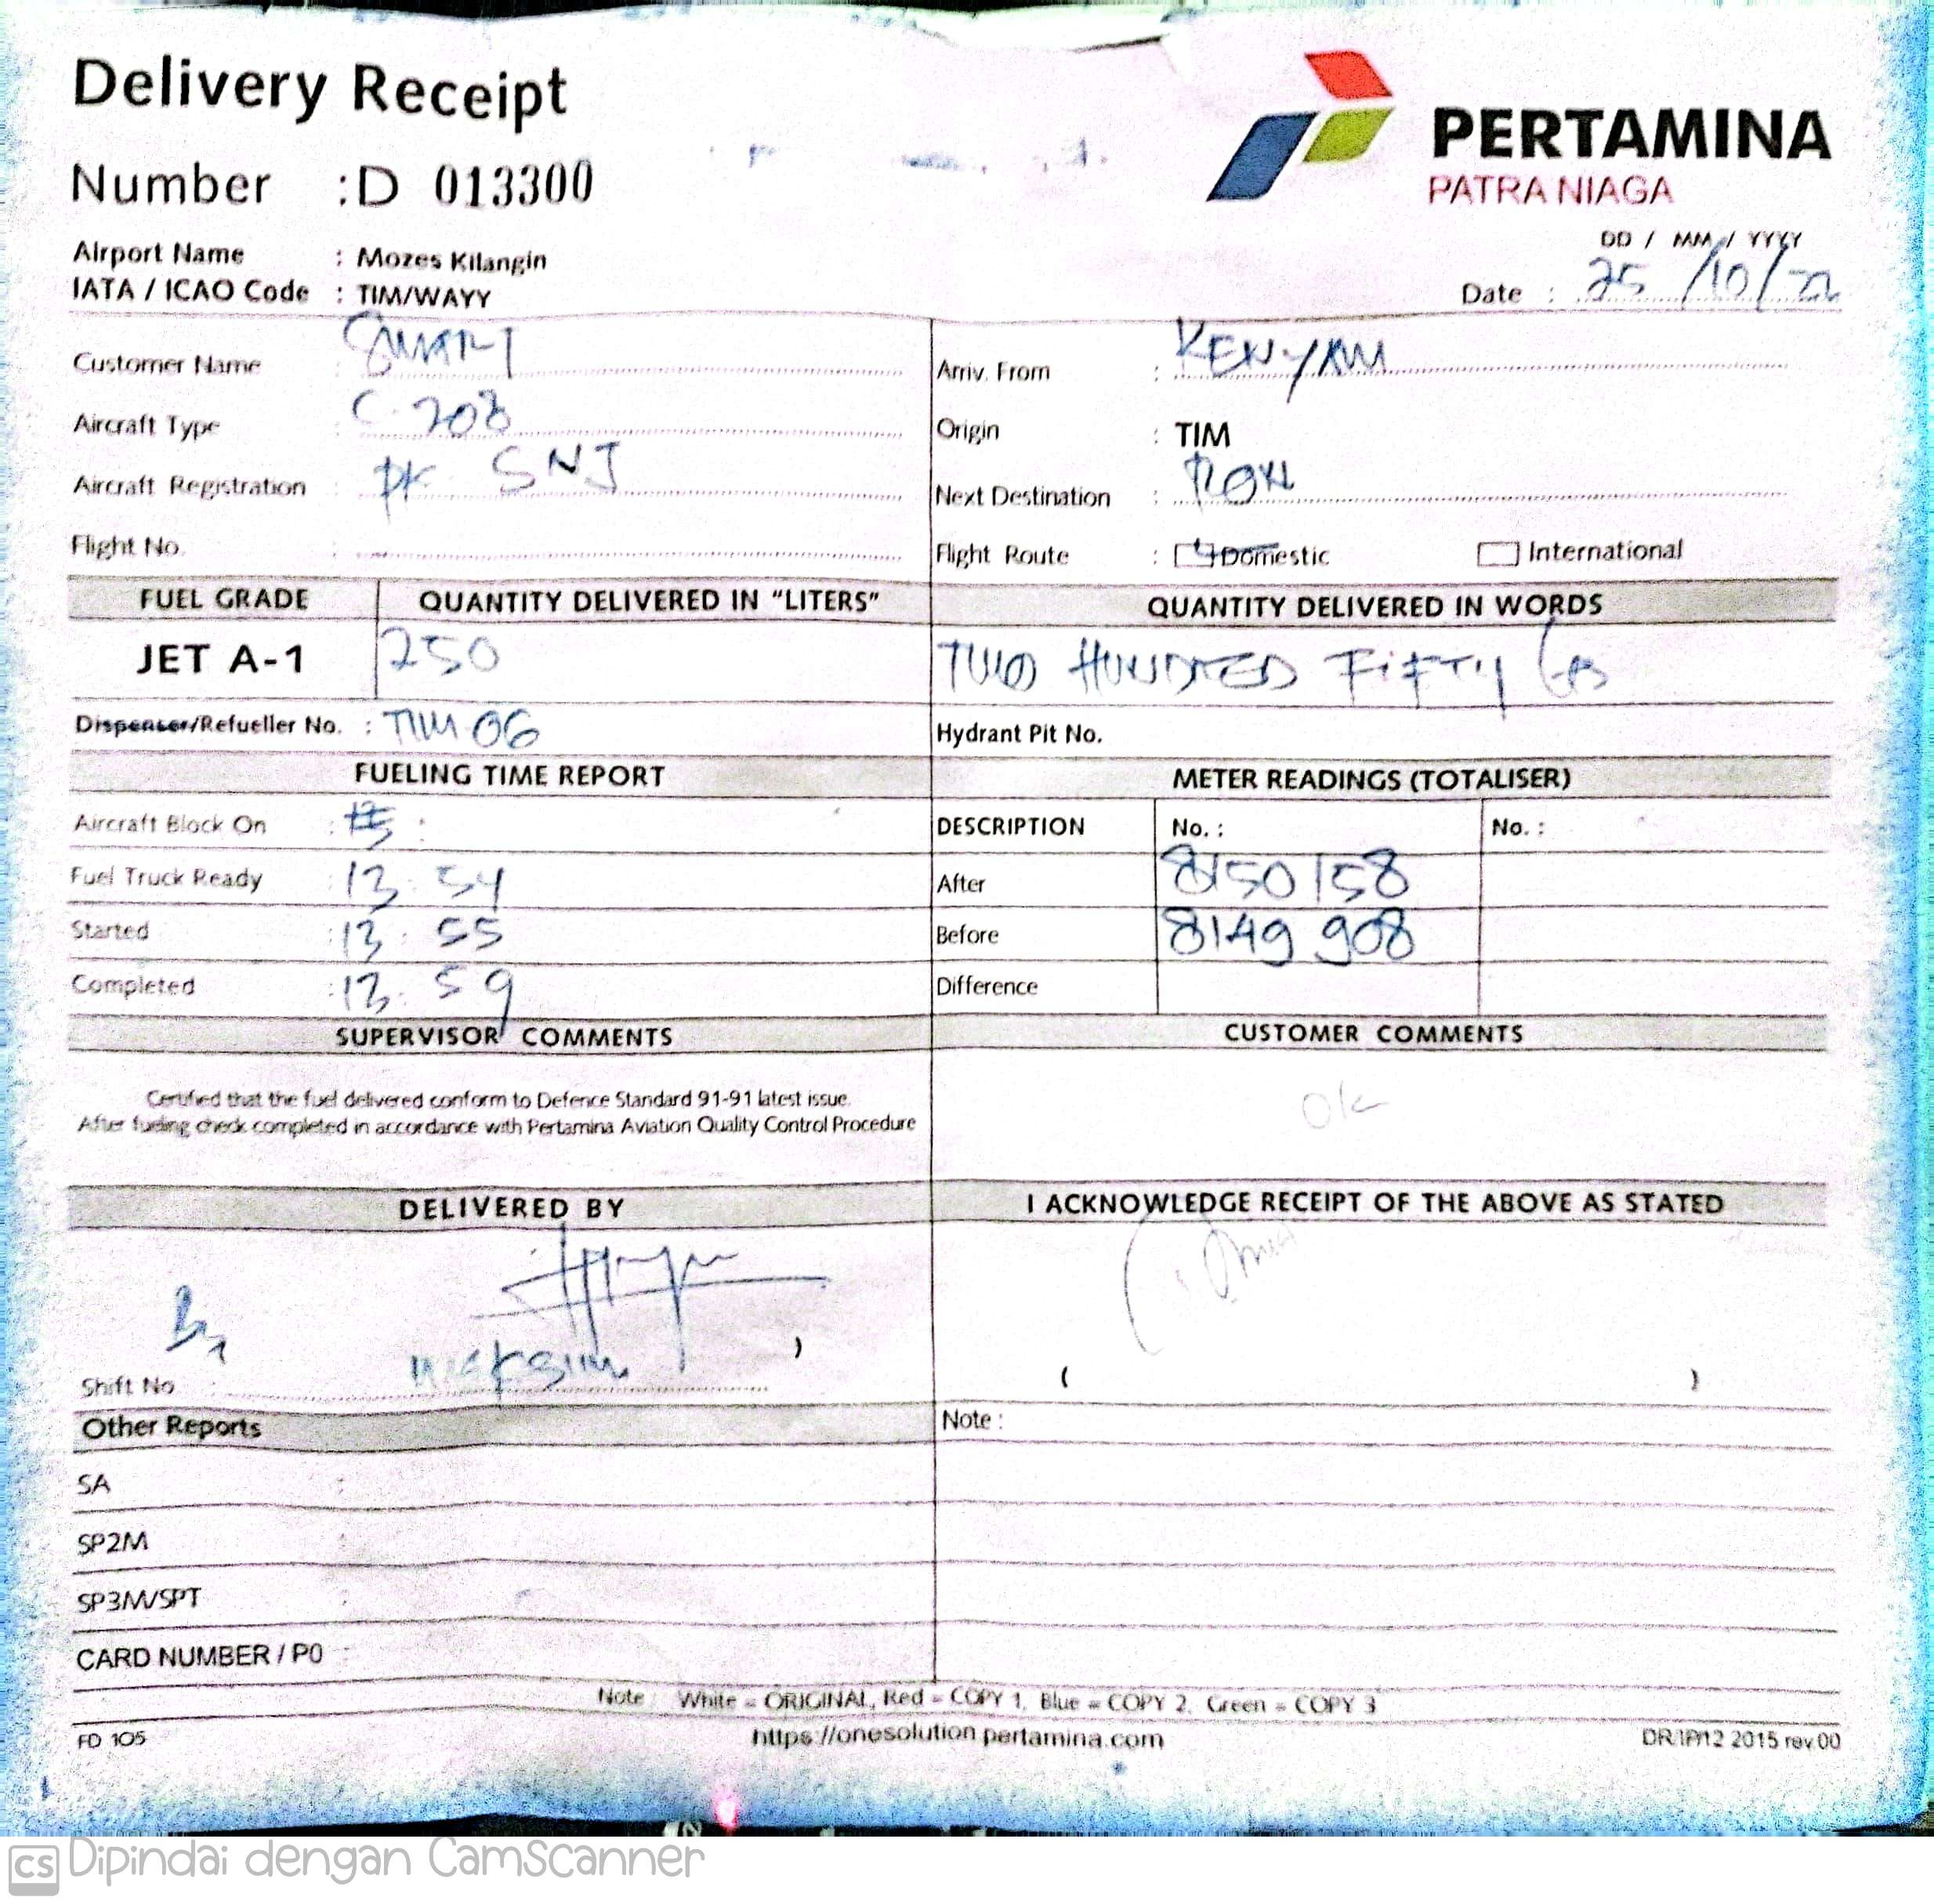 Delivery Receipt
PERTAMINA
PATRA NIAGA
Number : D 013300
DD / MM / YYYY
Airport Name : Mozes Kilangin
Date : 25/10/22
IATA / ICAO Code : TIM/WAYY
Customer Name : SMART
Arriv. From : KENYAM
Aircraft Type : C. 208
Origin : TIM
Aircraft Registration : PK SNJ
Next Destination :
Flight No. :
Flight Route : Domestic International
FUEL GRADE QUANTITY DELIVERED IN "LITERS" QUANTITY DELIVERED IN WORDS
JET A-1 250 TWO HUNDRED FIFTY
Dispenser/Refueller No. : TIM 06 Hydrant Pit No.
FUELING TIME REPORT METER READINGS (TOTALISER)
Aircraft Block On : : DESCRIPTION No. : No. :
Fuel Truck Ready : 13 : 54 After 8150158
Started : 13 : 55 Before 8149 908
Completed : 13 : 59 Difference
SUPERVISOR COMMENTS CUSTOMER COMMENTS
Certified that the fuel delivered conform to Defence Standard 91-91 latest issue.
After fueling check completed in accordance with Pertamina Aviation Quality Control Procedure
OK
DELIVERED BY I ACKNOWLEDGE RECEIPT OF THE ABOVE AS STATED
)
Shift No : ( )
Other Reports Note :
SA :
SP2M :
SP3M/SPT :
CARD NUMBER / P0 :
Note : White = ORIGINAL, Red = COPY 1, Blue = COPY 2, Green = COPY 3
FD 105 https://onesolution.pertamina.com DR/IP/12 2015 rev.00
CS Dipindai dengan CamScanner